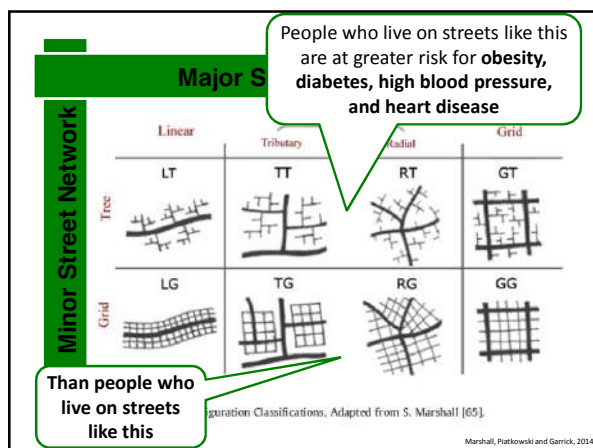 People who live on streets like this
are at greater risk for obesity,
diabetes, high blood pressure,
and heart disease
Major S
Linear
Tributary
Radial
Grid
Minor Street Network
Tree
LT
TT
RT
GT
Grid
LG
TG
RG
GG
Than people who
live on streets
like this
guration Classifications, Adapted from S. Marshall [65].
Marshall, Piatkowski and Garrick, 2014